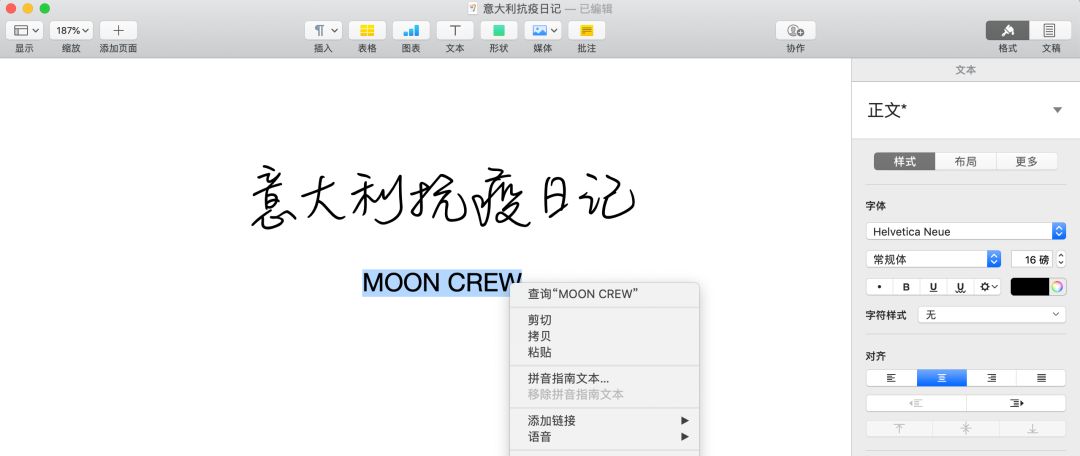 意大利抗疫日记 — 已编辑
187%
显示 缩放 添加页面 插入 表格 图表 文本 形状 媒体 批注 协作 格式 文稿
文本
正文*
样式 布局 更多
意大利抗疫日记
字体
Helvetica Neue
常规体 16 磅
MOON CREW
B U U
查询“MOON CREW”
字符样式 无
剪切
拷贝
粘贴
对齐
拼音指南文本...
移除拼音指南文本
添加链接
语音